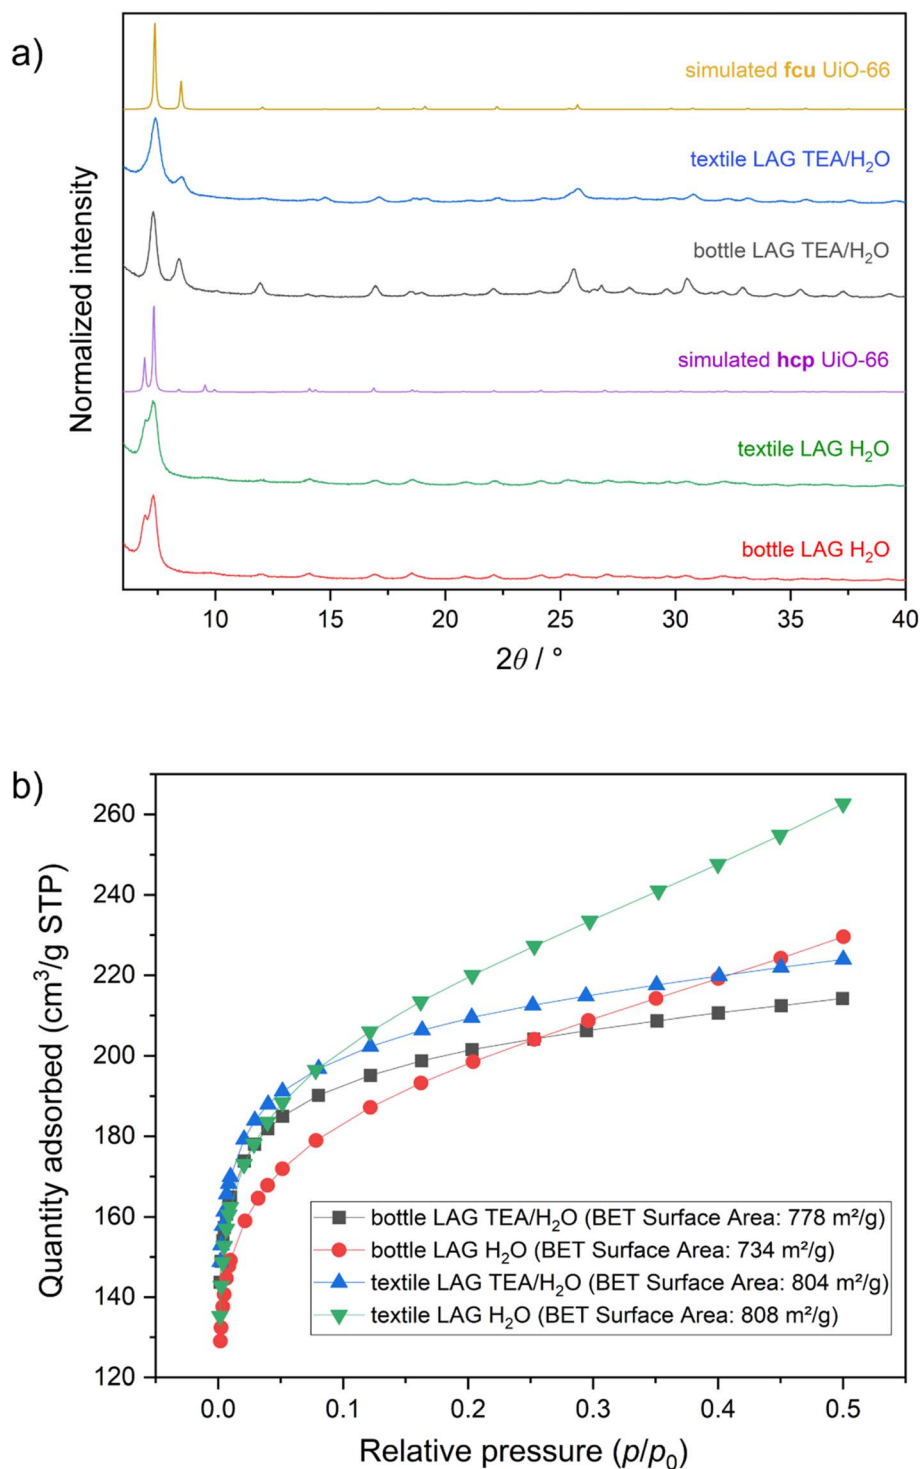 a)
simulated fcu UiO-66
textile LAG TEA/H₂O
bottle LAG TEA/H₂O
simulated hcp UiO-66
textile LAG H₂O
bottle LAG H₂O
Normalized intensity
10 15 20 25 30 35 40
2θ / °
b)
260
240
220
200
180
160
140
120
Quantity adsorbed (cm³/g STP)
bottle LAG TEA/H₂O (BET Surface Area: 778 m²/g)
bottle LAG H₂O (BET Surface Area: 734 m²/g)
textile LAG TEA/H₂O (BET Surface Area: 804 m²/g)
textile LAG H₂O (BET Surface Area: 808 m²/g)
0.0 0.1 0.2 0.3 0.4 0.5
Relative pressure (p/p₀)